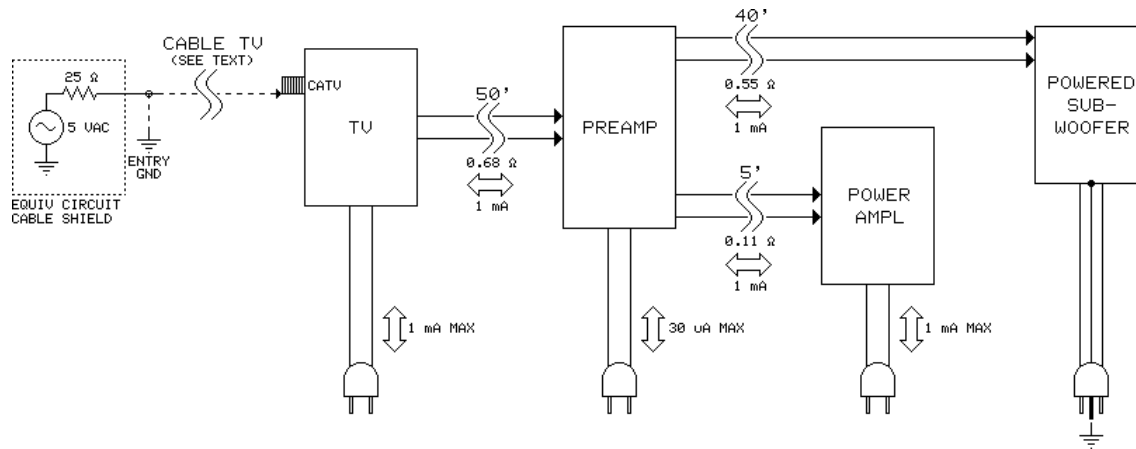 CABLE TV
(SEE TEXT)
25 Ω
5 VAC
ENTRY
GND
EQUIV CIRCUIT
CABLE SHIELD
CATV
TV
50'
0.68 Ω
1 mA
PREAMP
40'
0.55 Ω
1 mA
5'
0.11 Ω
1 mA
POWER
AMPL
POWERED
SUB-
WOOFER
1 mA MAX
30 uA MAX
1 mA MAX